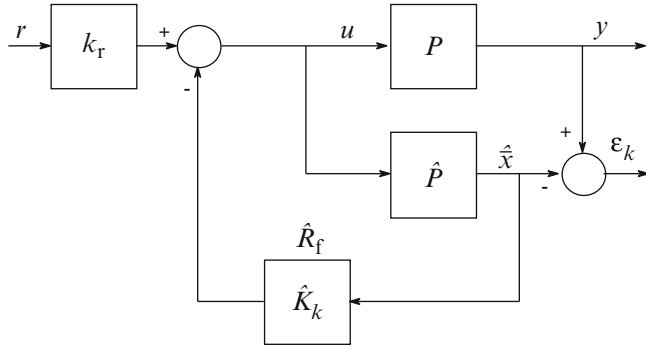 r
k_r
+
-
u
P
y
+
P̂
x̄̂
-
ε_k
R̂_f
K̂_k